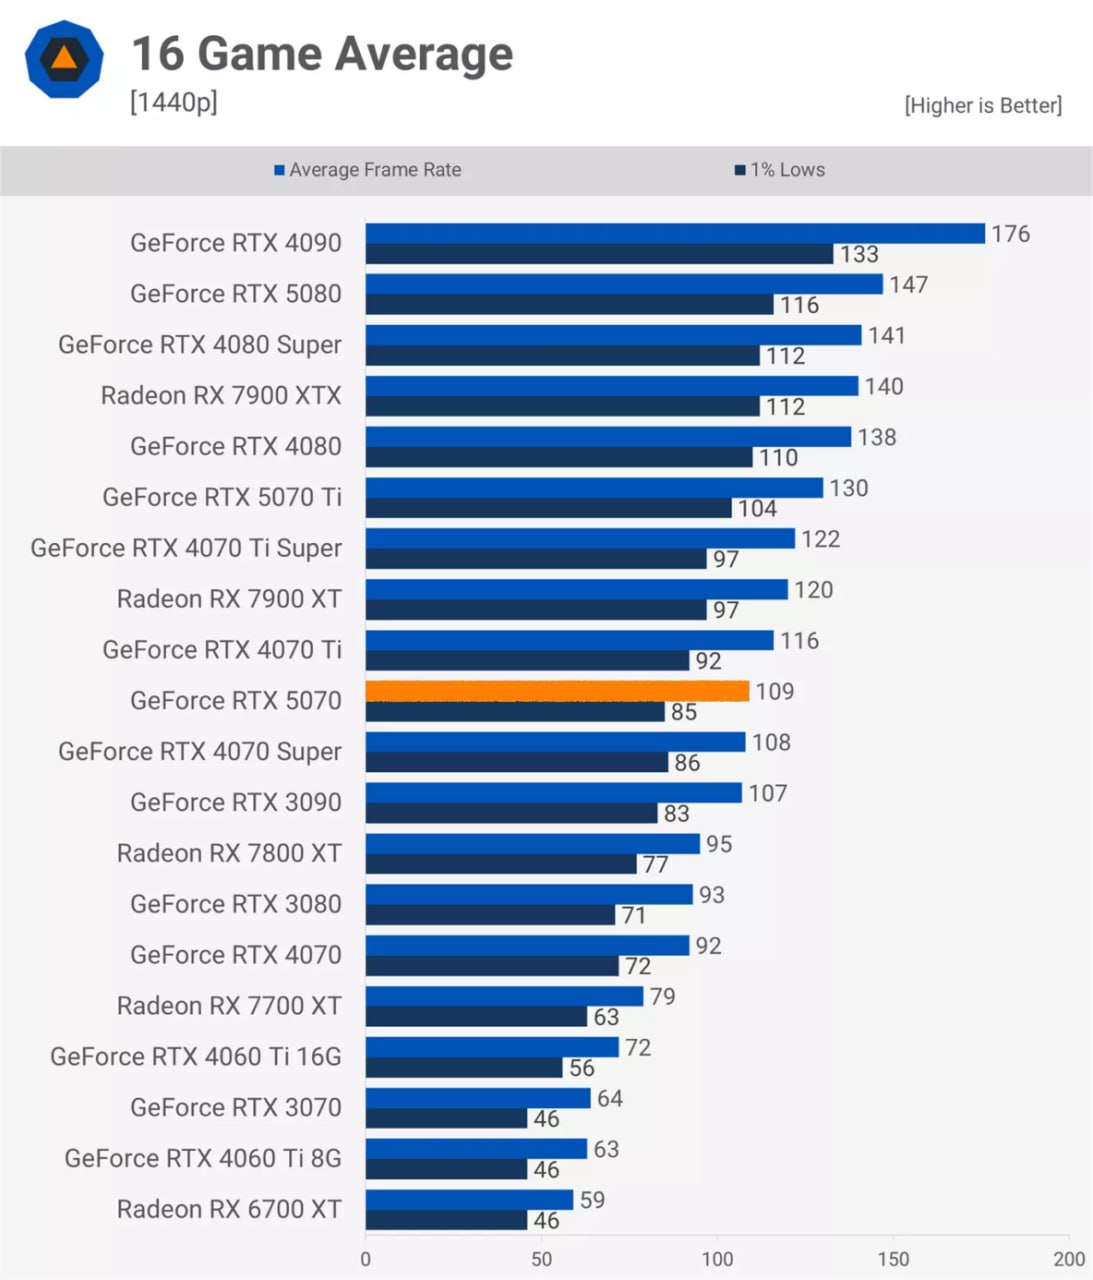 16 Game Average
[1440p]
[Higher is Better]
Average Frame Rate 1% Lows
GeForce RTX 4090 176
133
GeForce RTX 5080 147
116
GeForce RTX 4080 Super 141
112
Radeon RX 7900 XTX 140
112
GeForce RTX 4080 138
110
GeForce RTX 5070 Ti 130
104
GeForce RTX 4070 Ti Super 122
97
Radeon RX 7900 XT 120
97
GeForce RTX 4070 Ti 116
92
GeForce RTX 5070 109
85
GeForce RTX 4070 Super 108
86
GeForce RTX 3090 107
83
Radeon RX 7800 XT 95
77
GeForce RTX 3080 93
71
GeForce RTX 4070 92
72
Radeon RX 7700 XT 79
63
GeForce RTX 4060 Ti 16G 72
56
GeForce RTX 3070 64
46
GeForce RTX 4060 Ti 8G 63
46
Radeon RX 6700 XT 59
46
0 50 100 150 200